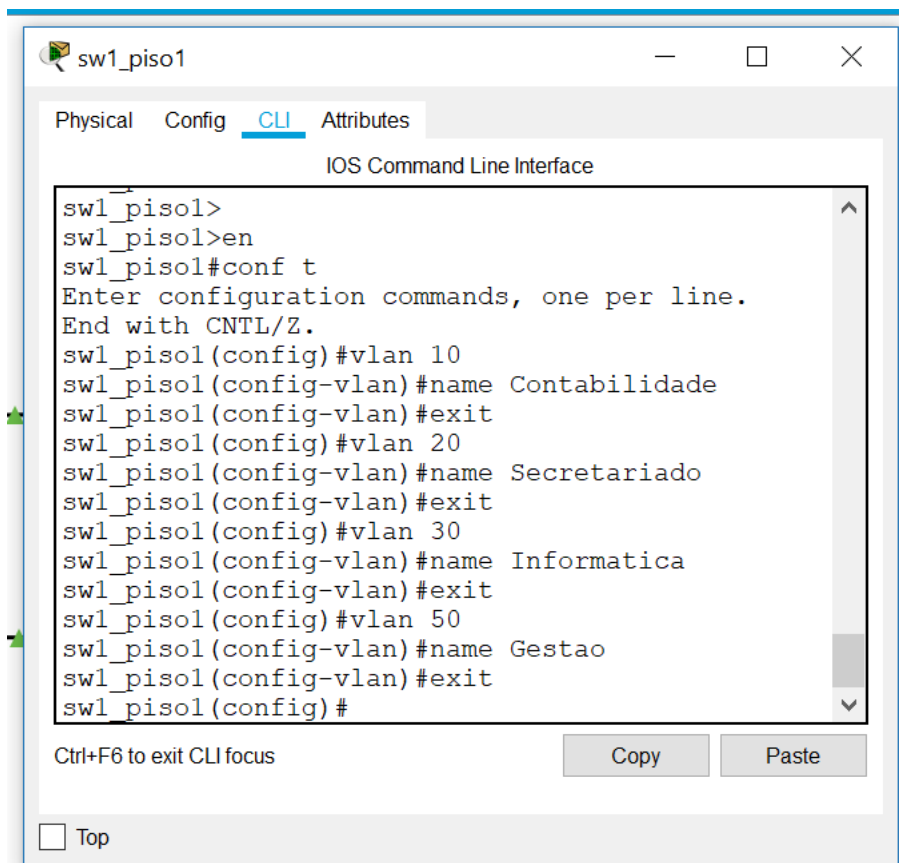 sw1_piso1
Physical Config CLI Attributes
IOS Command Line Interface
sw1_piso1>
sw1_piso1>en
sw1_piso1#conf t
Enter configuration commands, one per line.
End with CNTL/Z.
sw1_piso1(config)#vlan 10
sw1_piso1(config-vlan)#name Contabilidade
sw1_piso1(config-vlan)#exit
sw1_piso1(config)#vlan 20
sw1_piso1(config-vlan)#name Secretariado
sw1_piso1(config-vlan)#exit
sw1_piso1(config)#vlan 30
sw1_piso1(config-vlan)#name Informatica
sw1_piso1(config-vlan)#exit
sw1_piso1(config)#vlan 50
sw1_piso1(config-vlan)#name Gestao
sw1_piso1(config-vlan)#exit
sw1_piso1(config)#
Ctrl+F6 to exit CLI focus
Copy Paste
Top